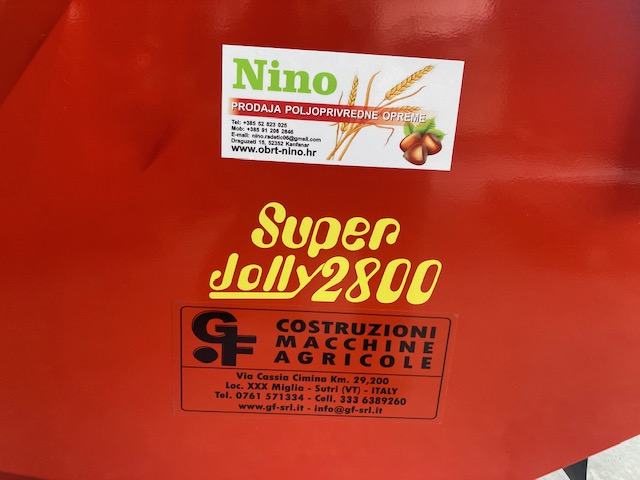 Nino
PRODAJA POLJOPRIVREDNE OPREME
Tel: +385 52 823 025
Mob: +385 91 206 2846
E-mail: nino.radetic06@gmail.com
Draguzeti 15, 52352 Kanfanar
www.obrt-nino.hr
Super
Jolly 2800
GF
COSTRUZIONI
MACCHINE
AGRICOLE
Via Cassia Cimina Km. 29,200
Loc. XXX Miglia - Sutri (VT) - ITALY
Tel. 0761 571334 - Cell. 333 6389260
www.gf-srl.it - info@gf-srl.it